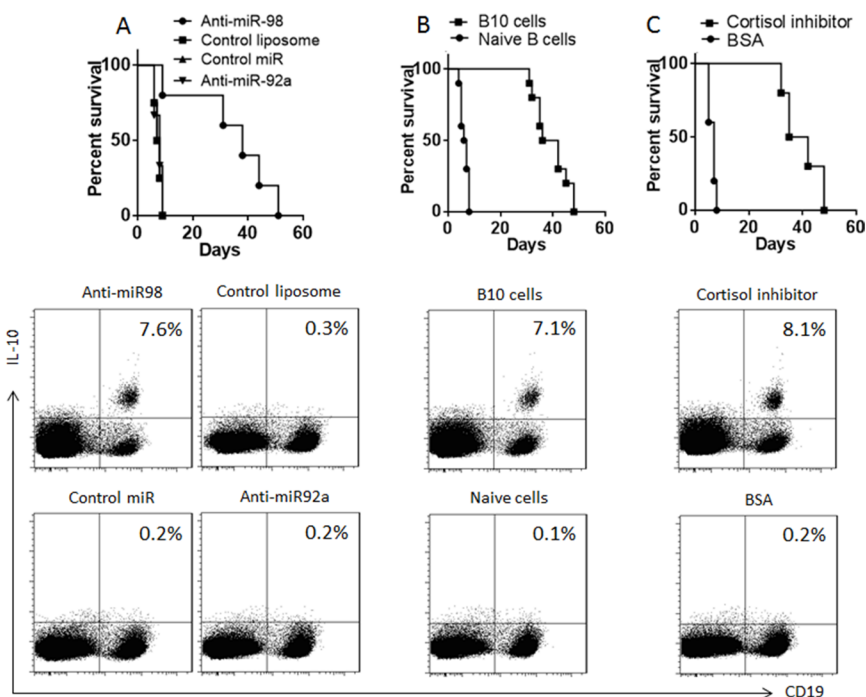 A
Anti-miR-98
Control liposome
Control miR
Anti-miR-92a
Percent survival
100
50
0
0 20 40 60
Days
B
B10 cells
Naive B cells
Percent survival
100
50
0
0 20 40 60
Days
C
Cortisol inhibitor
BSA
Percent survival
100
50
0
0 20 40 60
Days
IL-10
Anti-miR98
7.6%
Control liposome
0.3%
B10 cells
7.1%
Cortisol inhibitor
8.1%
Control miR
0.2%
Anti-miR92a
0.2%
Naive cells
0.1%
BSA
0.2%
CD19